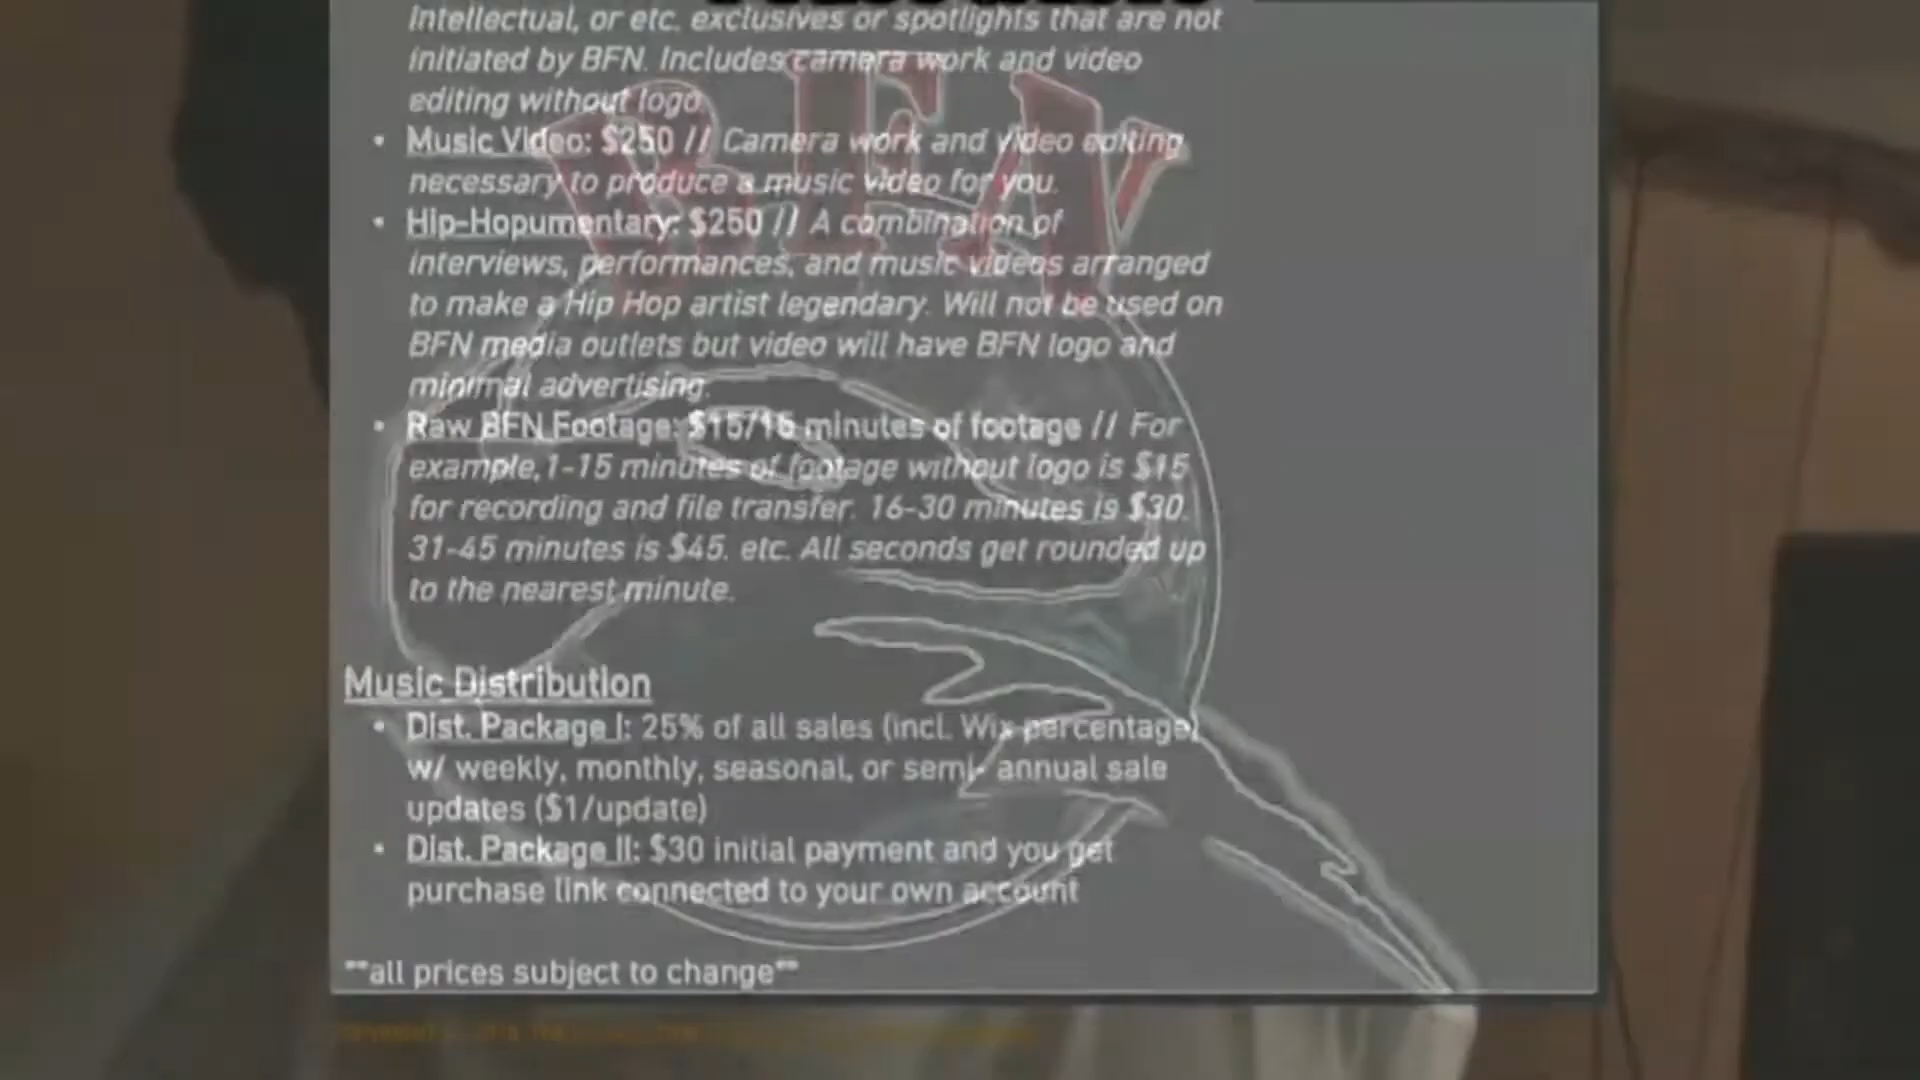 Intellectual, or etc. exclusives or spotlights that are not
initiated by BFN. Includes camera work and video
editing without logo.
• Music Video: $250 // Camera work and video editing
necessary to produce a music video for you.
• Hip-Hopumentary: $250 // A combination of
interviews, performances, and music videos arranged
to make a Hip Hop artist legendary. Will not be used on
BFN media outlets but video will have BFN logo and
minimal advertising.
• Raw BFN Footage: $15/15 minutes of footage // For
example, 1-15 minutes of footage without logo is $15
for recording and file transfer. 16-30 minutes is $30.
31-45 minutes is $45. etc. All seconds get rounded up
to the nearest minute.
Music Distribution
• Dist. Package I: 25% of all sales (incl. Wix percentage)
w/ weekly, monthly, seasonal, or semi- annual sale
updates ($1/update)
• Dist. Package II: $30 initial payment and you get
purchase link connected to your own account
**all prices subject to change**
BFN